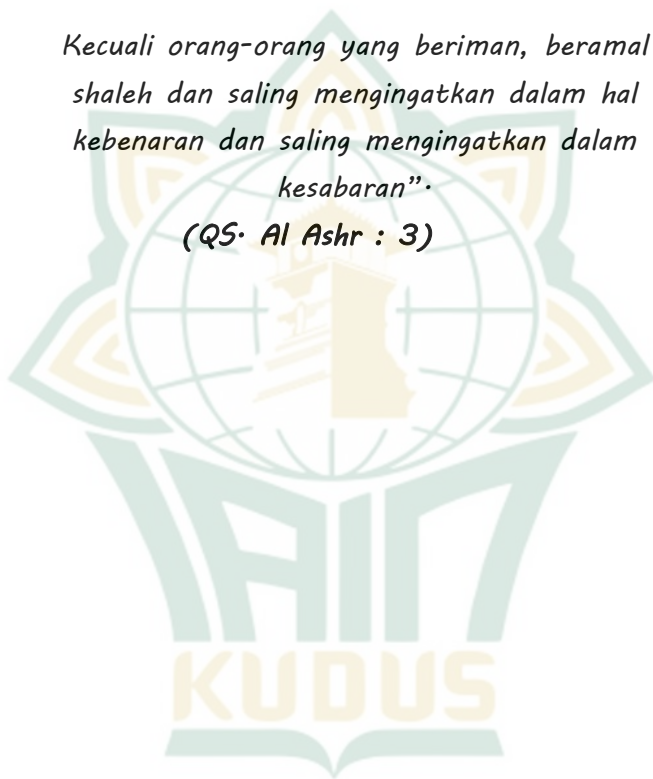 Kecuali orang-orang yang beriman, beramal
shaleh dan saling mengingatkan dalam hal
kebenaran dan saling mengingatkan dalam
kesabaran”.
(QS. Al Ashr : 3)
IAIN
KUDUS